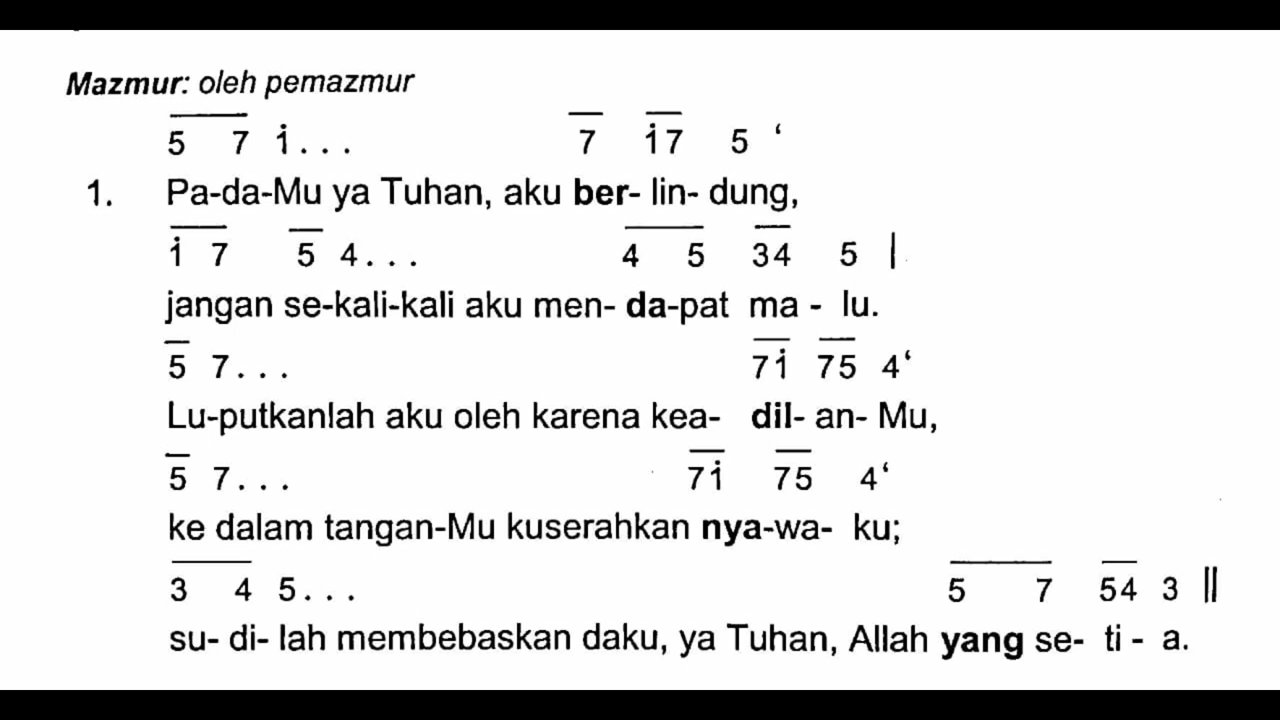 Mazmur: oleh pemazmur
5 7 i... 7 i7 5 ‘
1. Pa-da-Mu ya Tuhan, aku ber- lin- dung,
i 7 5 4... 4 5 34 5 |
jangan se-kali-kali aku men- da-pat ma - lu.
5 7... 7i 75 4‘
Lu-putkanlah aku oleh karena kea- dil- an- Mu,
5 7... 7i 75 4‘
ke dalam tangan-Mu kuserahkan nya-wa- ku;
3 4 5... 5 7 54 3 ||
su- di- lah membebaskan daku, ya Tuhan, Allah yang se- ti - a.